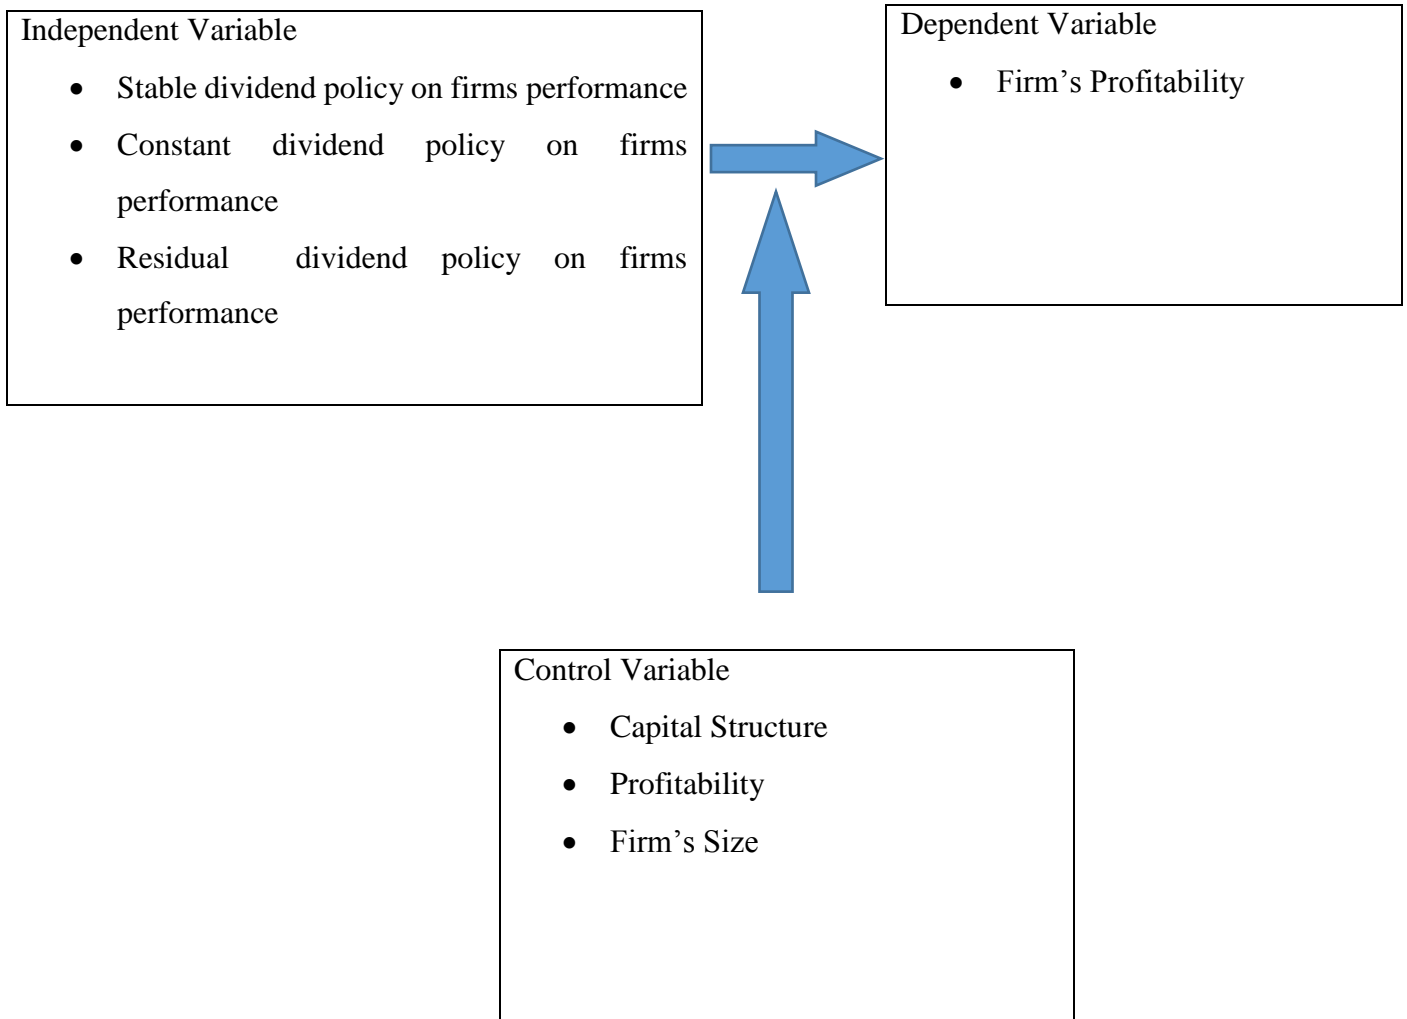 Independent Variable
• Stable dividend policy on firms performance
• Constant dividend policy on firms
performance
• Residual dividend policy on firms
performance
Dependent Variable
• Firm’s Profitability
Control Variable
• Capital Structure
• Profitability
• Firm’s Size